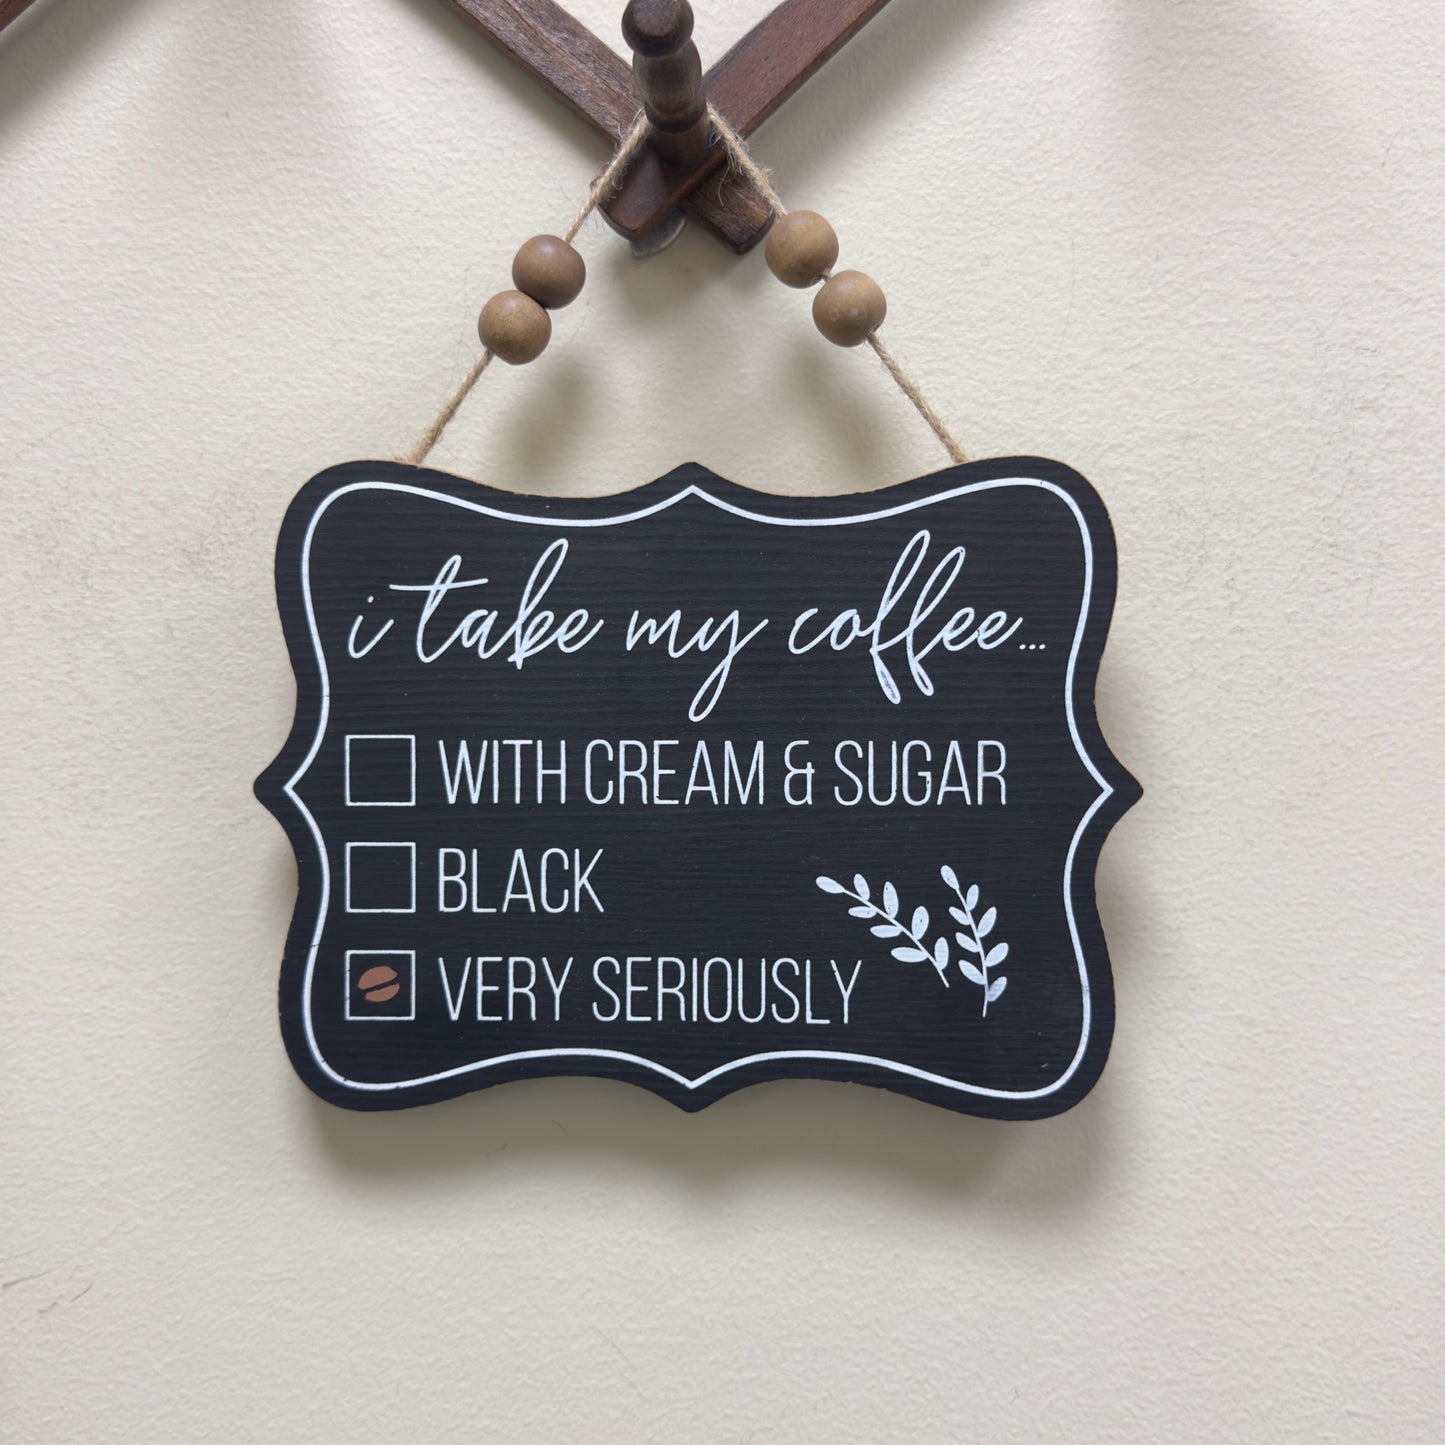 i take my coffee...
WITH CREAM & SUGAR
BLACK
VERY SERIOUSLY